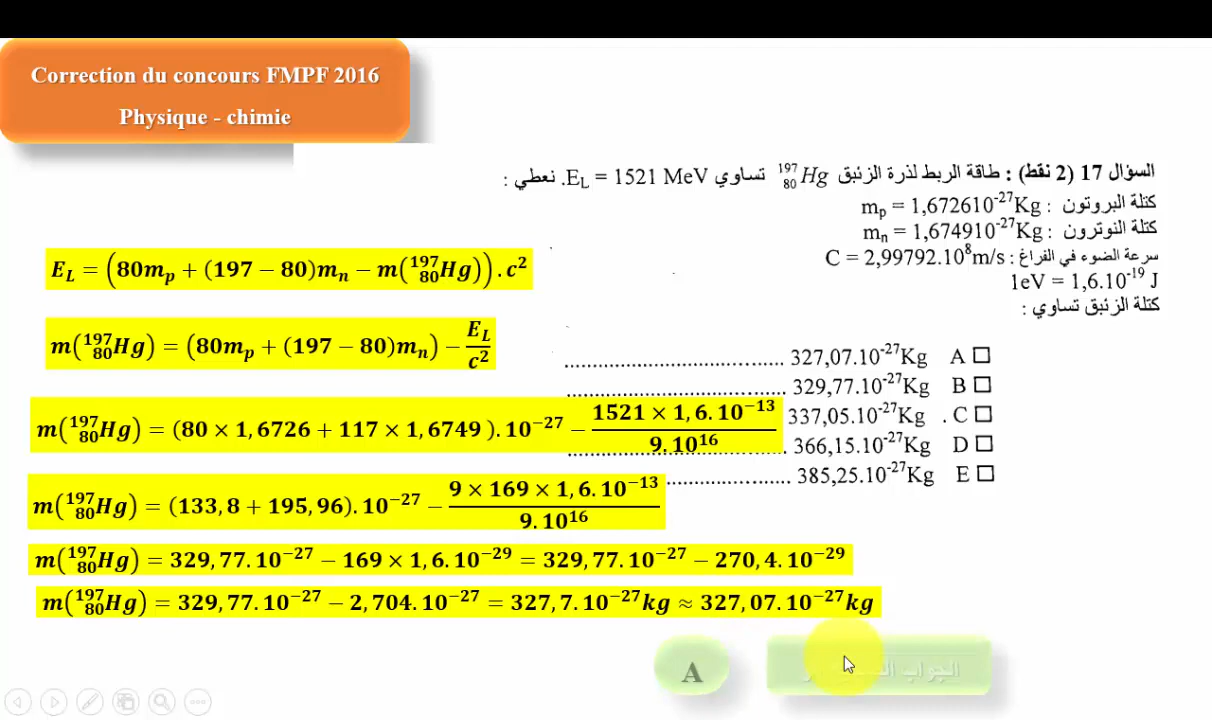 Correction du concours FMPF 2016
Physique - chimie
السؤال 17 (2 نقط) : طاقة الربط لذرة الزئبق ¹⁹⁷₈₀Hg تساوي E_L = 1521 MeV. نعطي :
كتلة البروتون : m_p = 1,672610⁻²⁷Kg
كتلة النوترون : m_n = 1,674910⁻²⁷Kg
سرعة الضوء في الفراغ : C = 2,99792.10⁸m/s
1eV = 1,6.10⁻¹⁹ J
كتلة الزئبق تساوي :
A □ 327,07.10⁻²⁷Kg ......................................
B □ 329,77.10⁻²⁷Kg ......................................
C □ . 337,05.10⁻²⁷Kg
D □ 366,15.10⁻²⁷Kg ......................................
E □ 385,25.10⁻²⁷Kg ......................
E_L = (80m_p + (197 − 80)m_n − m(¹⁹⁷₈₀Hg)).c²
m(¹⁹⁷₈₀Hg) = (80m_p + (197 − 80)m_n) − E_L/c²
m(¹⁹⁷₈₀Hg) = (80 × 1,6726 + 117 × 1,6749 ).10⁻²⁷ − (1521 × 1,6.10⁻¹³)/(9.10¹⁶)
m(¹⁹⁷₈₀Hg) = (133,8 + 195,96).10⁻²⁷ − (9 × 169 × 1,6.10⁻¹³)/(9.10¹⁶)
m(¹⁹⁷₈₀Hg) = 329,77.10⁻²⁷ − 169 × 1,6.10⁻²⁹ = 329,77.10⁻²⁷ − 270,4.10⁻²⁹
m(¹⁹⁷₈₀Hg) = 329,77.10⁻²⁷ − 2,704.10⁻²⁷ = 327,7.10⁻²⁷kg ≈ 327,07.10⁻²⁷kg
A
الجواب